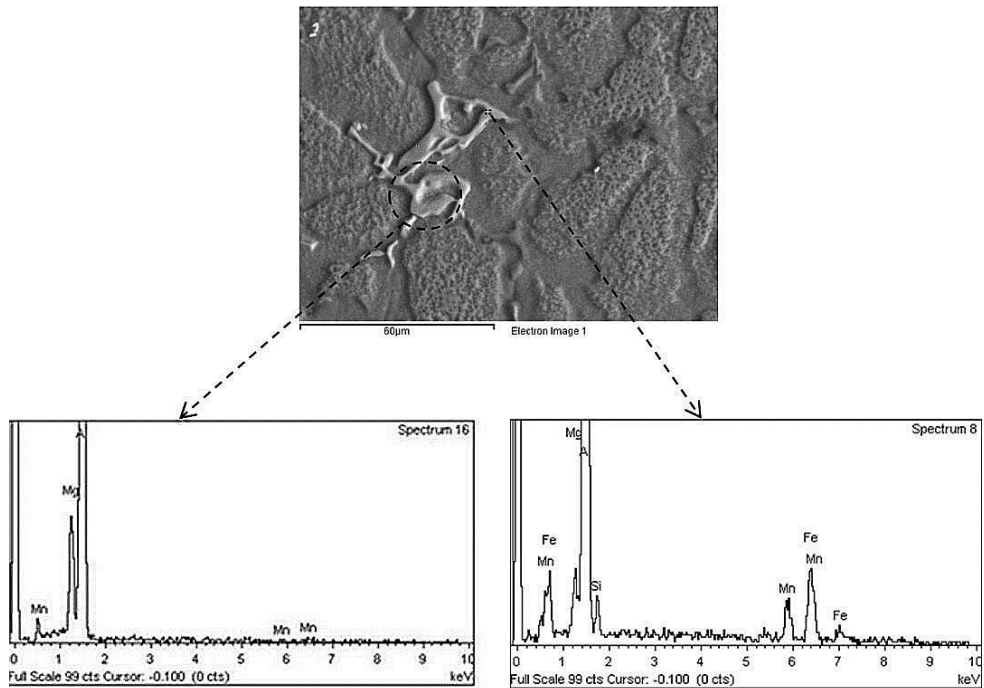 60µm
Electron Image 1
Spectrum 16
A
Mg
Mn
Mn
Mn
0 1 2 3 4 5 6 7 8 9 10
Full Scale 99 cts Cursor: -0.100 (0 cts)
keV
Spectrum 8
Mg
A
Fe
Mn
Si
Fe
Mn
Mn
Fe
0 1 2 3 4 5 6 7 8 9 10
Full Scale 99 cts Cursor: -0.100 (0 cts)
keV